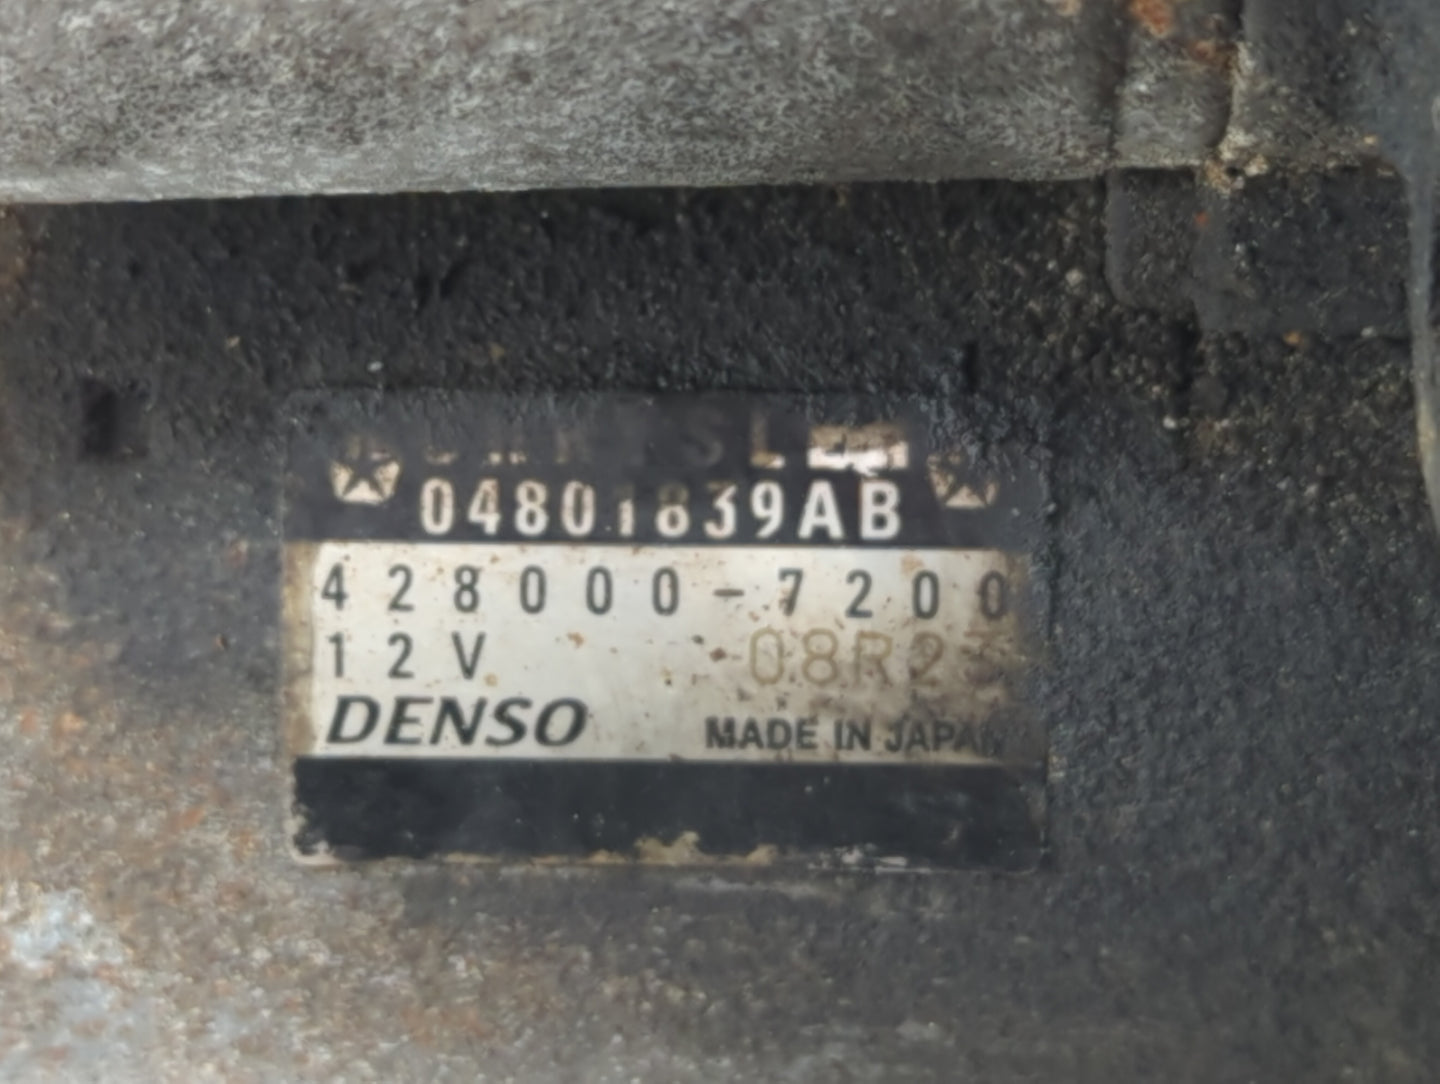 04801839AB
428000-7200
12V 08R23
DENSO MADE IN JAPAN